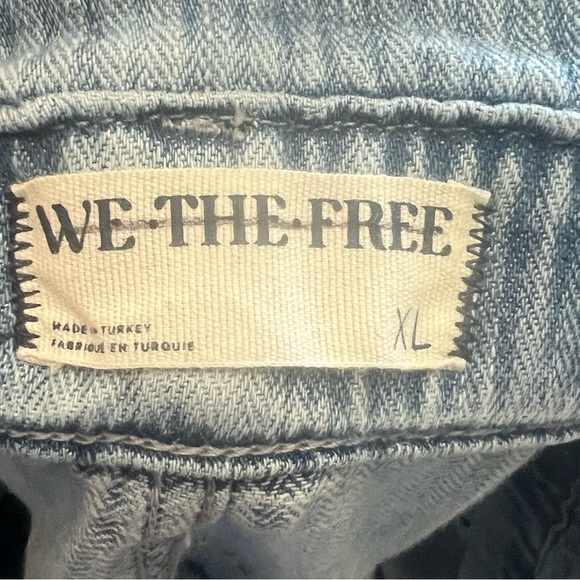 WE·THE·FREE
MADE IN TURKEY
FABRIQUÉ EN TURQUIE
XL